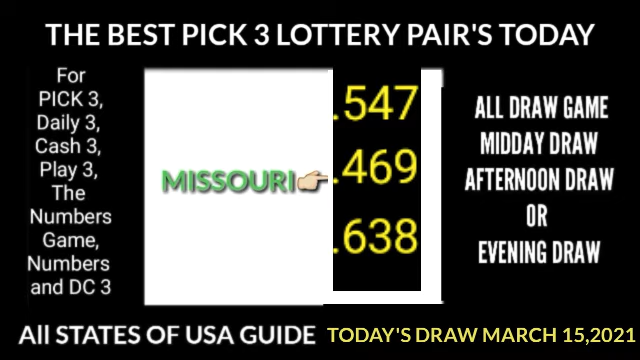 THE BEST PICK 3 LOTTERY PAIR'S TODAY
For
PICK 3,
Daily 3,
Cash 3,
Play 3,
The
Numbers
Game,
Numbers
and DC 3
MISSOURI
.547
.469
.638
ALL DRAW GAME
MIDDAY DRAW
AFTERNOON DRAW
OR
EVENING DRAW
All STATES OF USA GUIDE
TODAY'S DRAW MARCH 15,2021